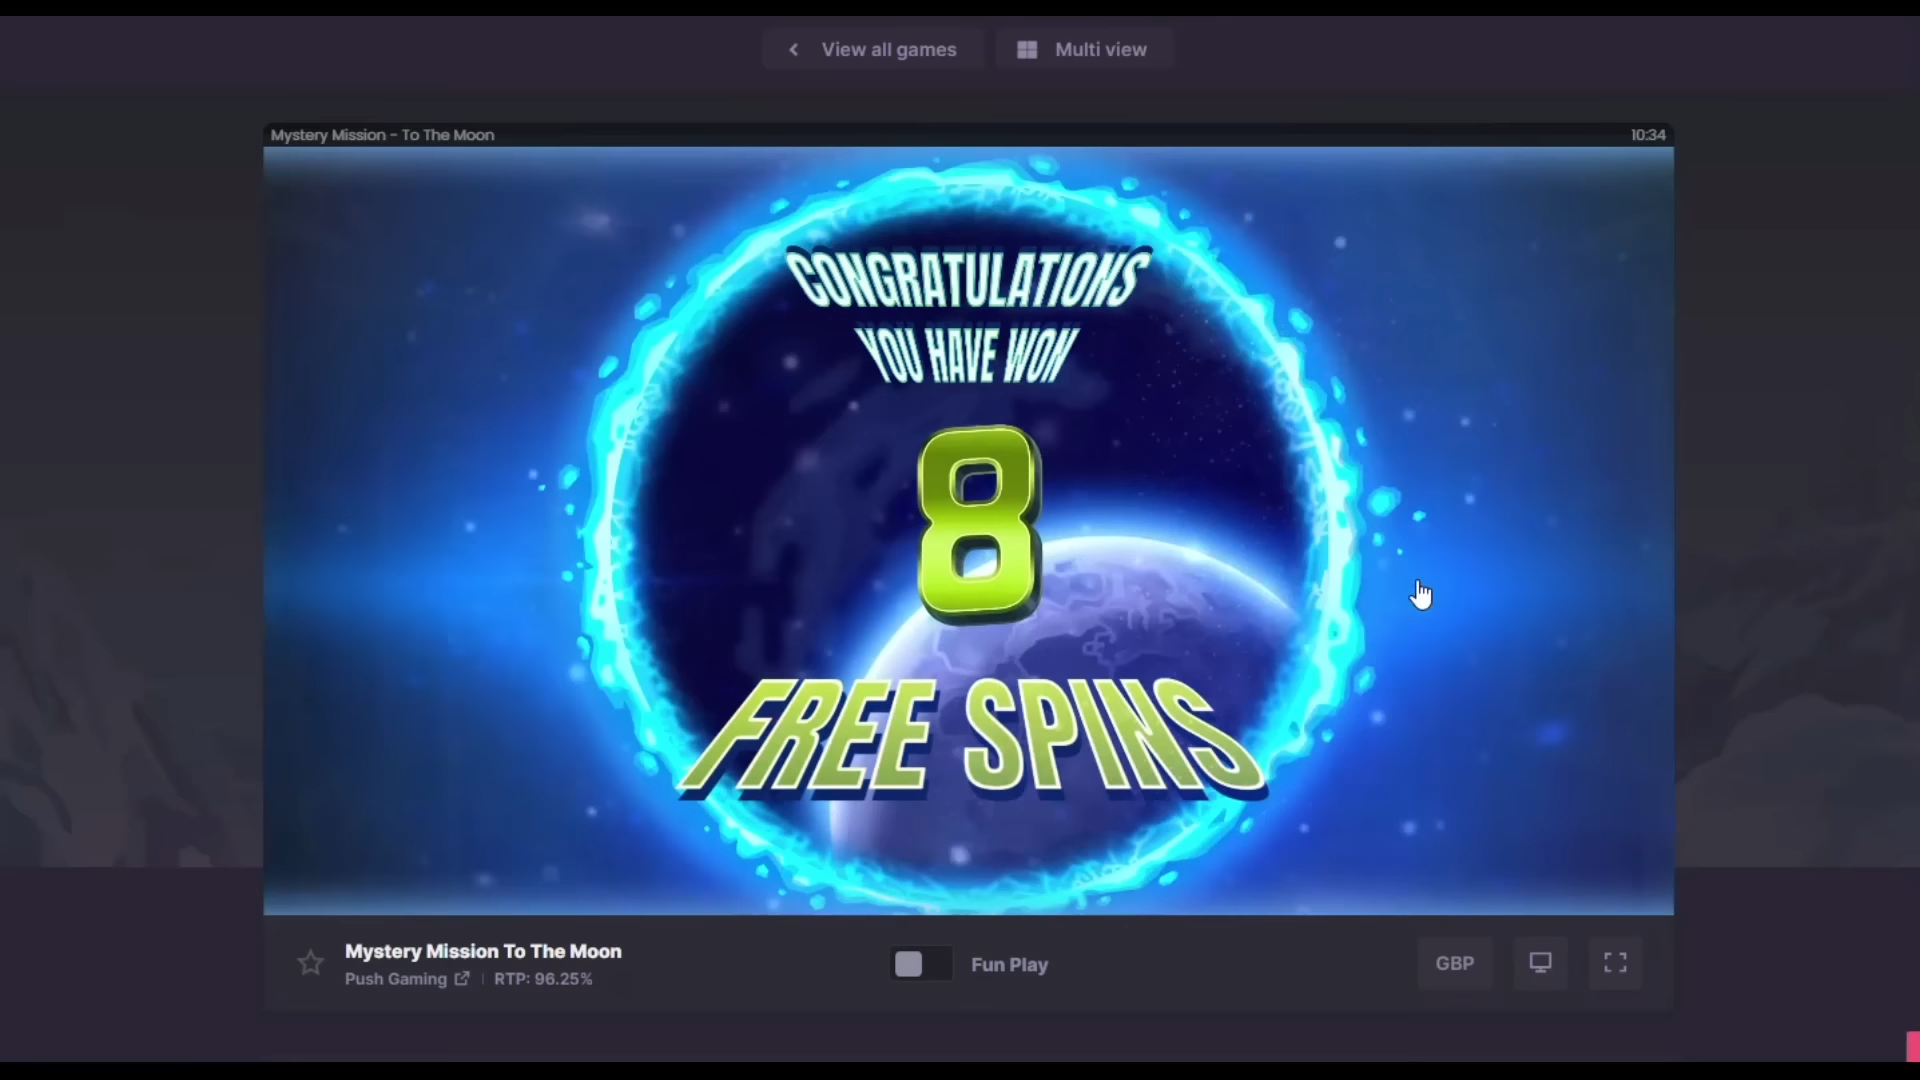 View all games
Multi view
Mystery Mission - To The Moon
10:34
CONGRATULATIONS
YOU HAVE WON
8
FREE SPINS
Mystery Mission To The Moon
Push Gaming
RTP: 96.25%
Fun Play
GBP